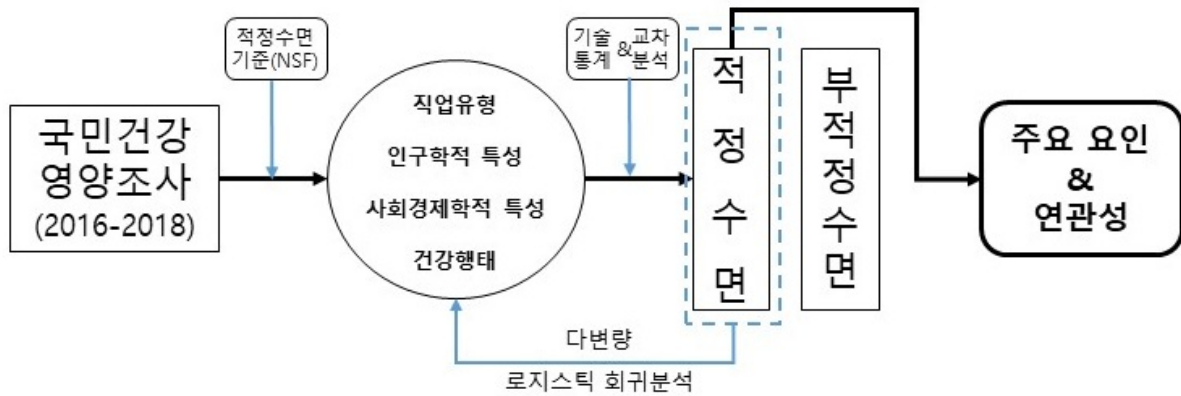 적정수면
기준(NSF)
국민건강
영양조사
(2016-2018)
직업유형
인구학적 특성
사회경제학적 특성
건강행태
기술 & 교차
통계 분석
적
정
수
면
부
적
정
수
면
주요 요인
&
연관성
다변량
로지스틱 회귀분석